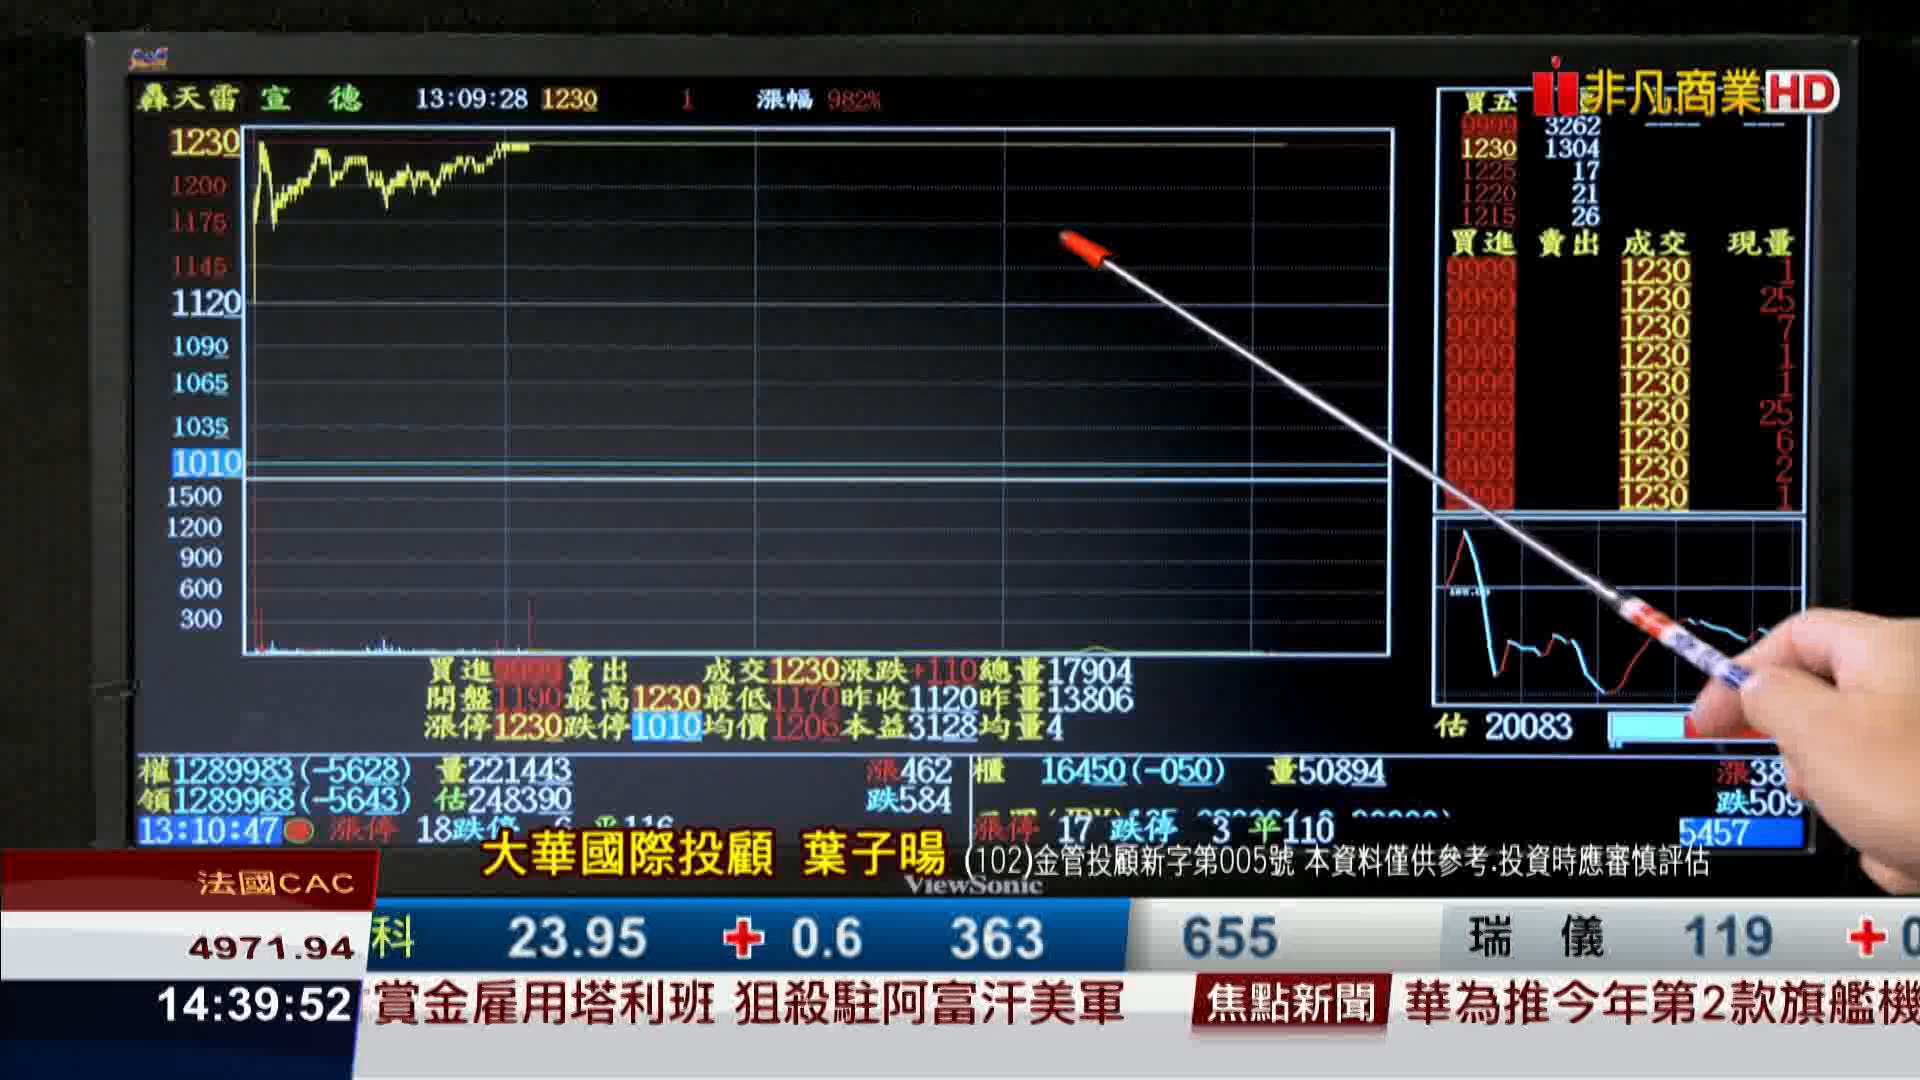 轟天雷 宣 德 13:09:28 1230 1 漲幅 982%
非凡商業HD
1230
1200
1175
1145
1120
1090
1065
1035
1010
1500
1200
900
600
300
買五
9999 3262 ---- ---
1230 1304
1225 17
1220 21
1215 26
買進 賣出 成交 現量
9999 1230 1
9999 1230 25
9999 1230 7
9999 1230 1
9999 1230 1
9999 1230 25
9999 1230 6
9999 1230 2
9999 1230 1
買進9999賣出 成交1230漲跌+110總量17904
開盤1190最高1230最低1170昨收1120昨量13806
漲停1230跌停1010均價1206本益3128均量4
估 20083
權1289983(-5628) 量221443 漲462
領1289968(-5643) 估248390 跌584
13:10:47 漲停 18跌停 6 平116
櫃 16450(-050) 量50894 漲38
跌509
漲停 17 跌停 3 平110
5457
大華國際投顧 葉子暘 (102)金管投顧新字第005號 本資料僅供參考.投資時應審慎評估
ViewSonic
法國CAC
4971.94
14:39:52
科 23.95 + 0.6 363 655 瑞 儀 119 + 0
賞金雇用塔利班 狙殺駐阿富汗美軍 焦點新聞 華為推今年第2款旗艦機